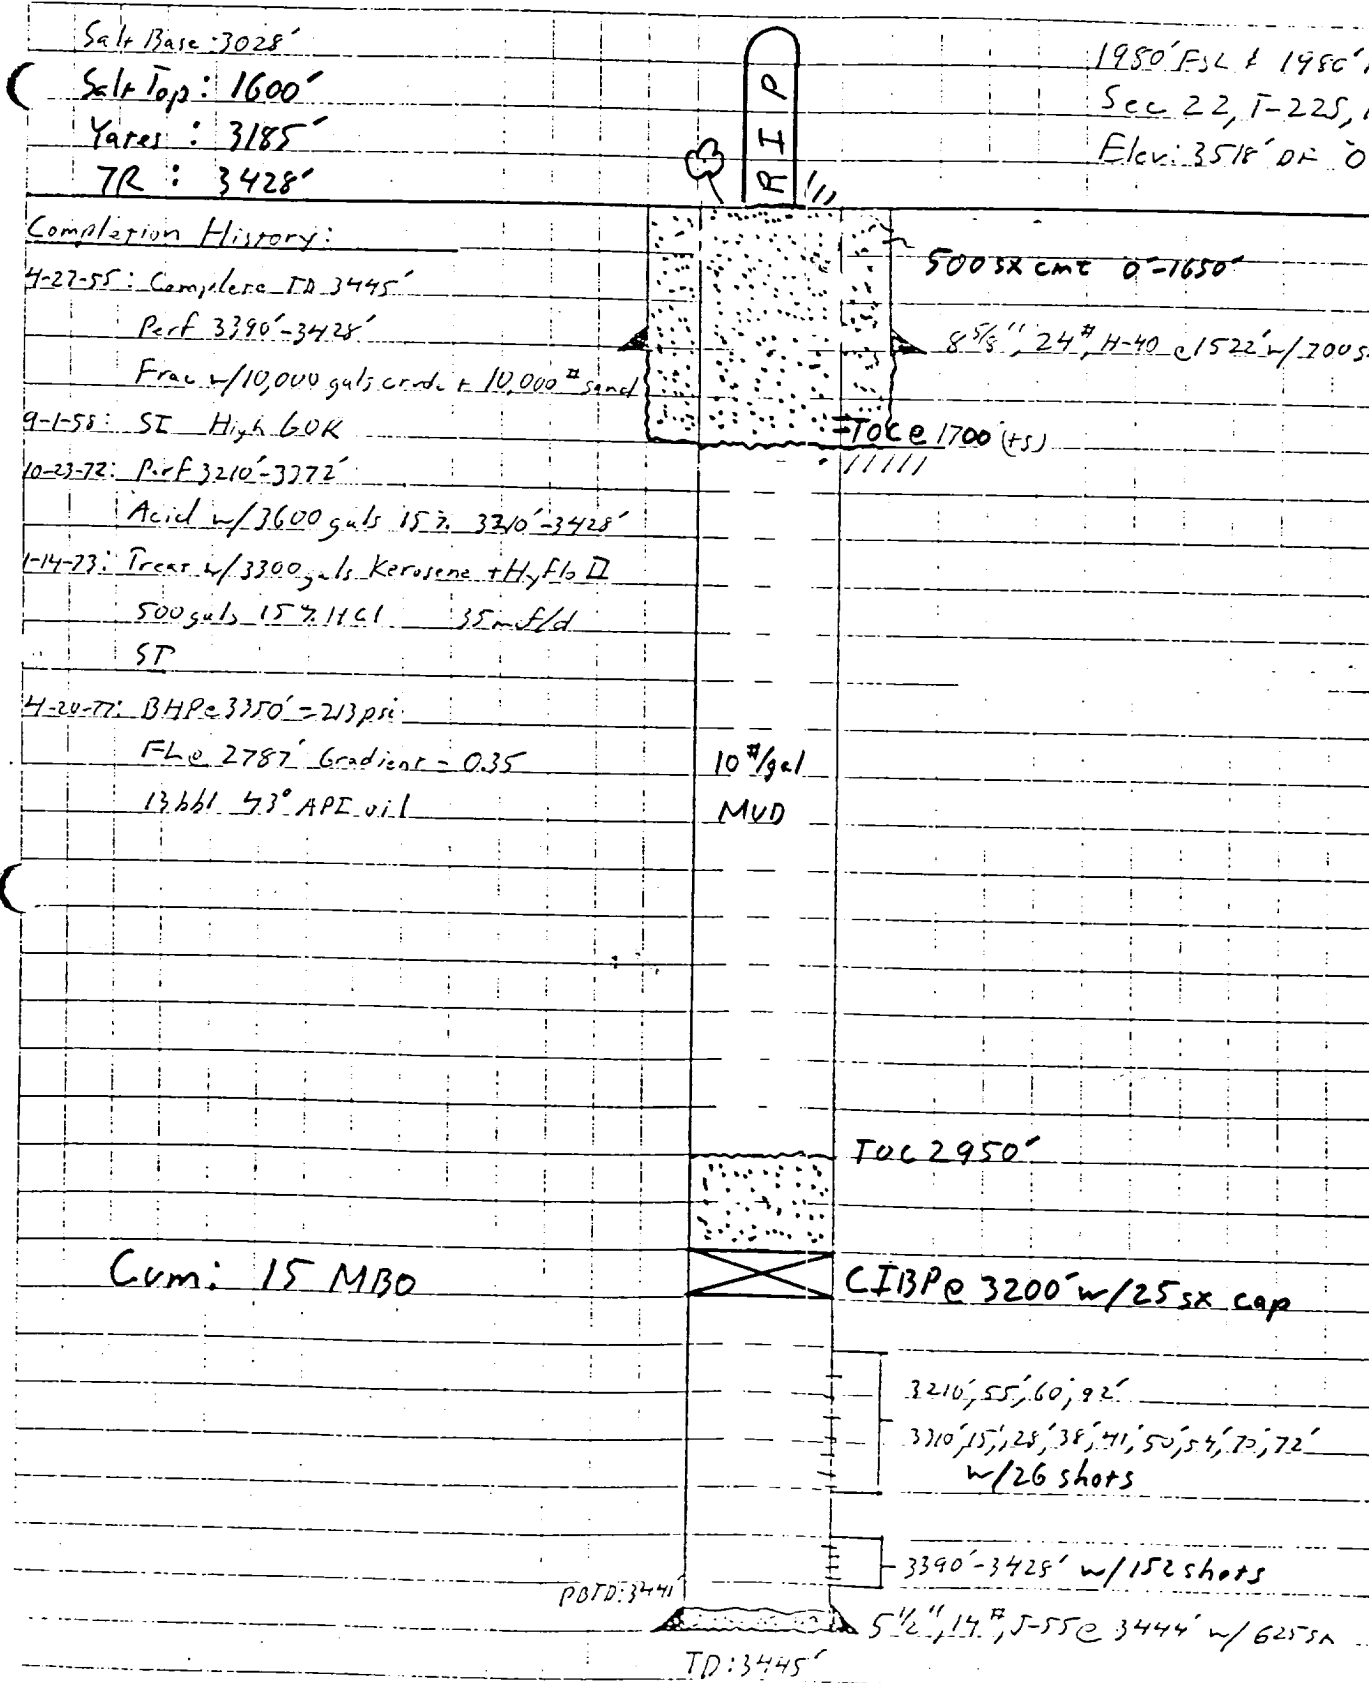 Salt Base: 3028'
Salt Top: 1600'
Yates: 3185'
7R: 3428'
RIP
1980' FSL & 1980'
Sec 22, T-22S,
Elev: 3518' DF
Completion History:
4-27-55: Complete TD 3445'
Perf 3390'-3428'
Frac w/10,000 gals crude + 10,000# sand
9-1-58: SI High GOR
10-23-72: Perf 3210'-3372'
Acid w/3600 gals 15% 3210'-3428'
1-14-73: Treat w/3300 gals Kerosene + Hyflo II
500 gals 15% HCl 35 mcf/d
SI
4-20-77: BHP@ 3350' = 213 psi
FL@ 2787' Gradient = 0.35
13 bbl 43° API oil
500 sx cmt 0'-1650'
8 5/8", 24#, H-40 @ 1522' w/
TOC @ 1700' (TS)
10 #/gal
MUD
TOC 2950'
Cum: 15 MBO
CIBP@ 3200' w/25 sx cap
3210', 55', 60', 92'
3310', 15', 28', 38', 41', 50', 54', 70', 72'
w/26 shots
3390'-3428' w/152 shots
PBTD: 3441'
5 1/2", 14#, J-55 @ 3444' w/ 625 sx
TD: 3445'